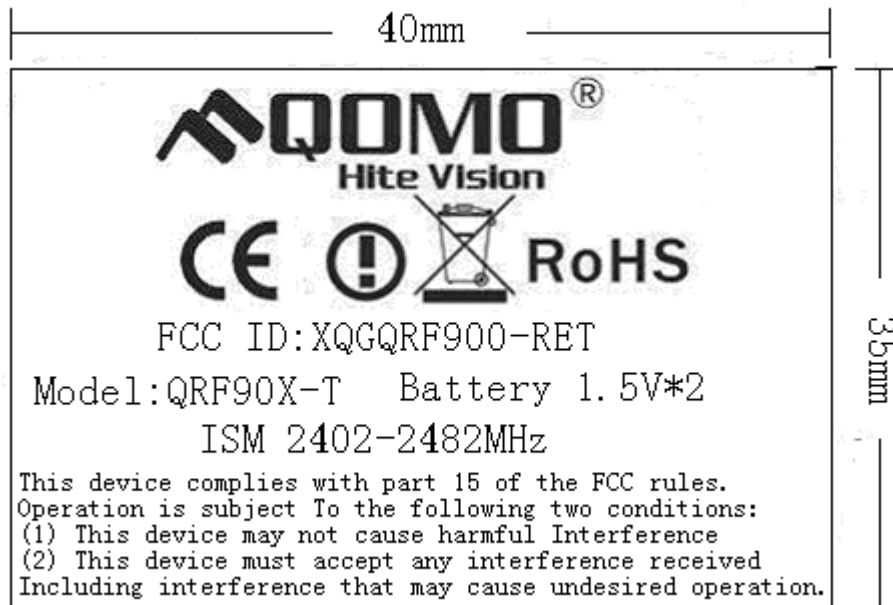 40mm
QOMO®
Hite Vision
CE RoHS
FCC ID:XQGQRF900-RET
Model:QRF90X-T Battery 1.5V*2
ISM 2402-2482MHz
This device complies with part 15 of the FCC rules.
Operation is subject To the following two conditions:
(1) This device may not cause harmful Interference
(2) This device must accept any interference received
Including interference that may cause undesired operation.
35mm